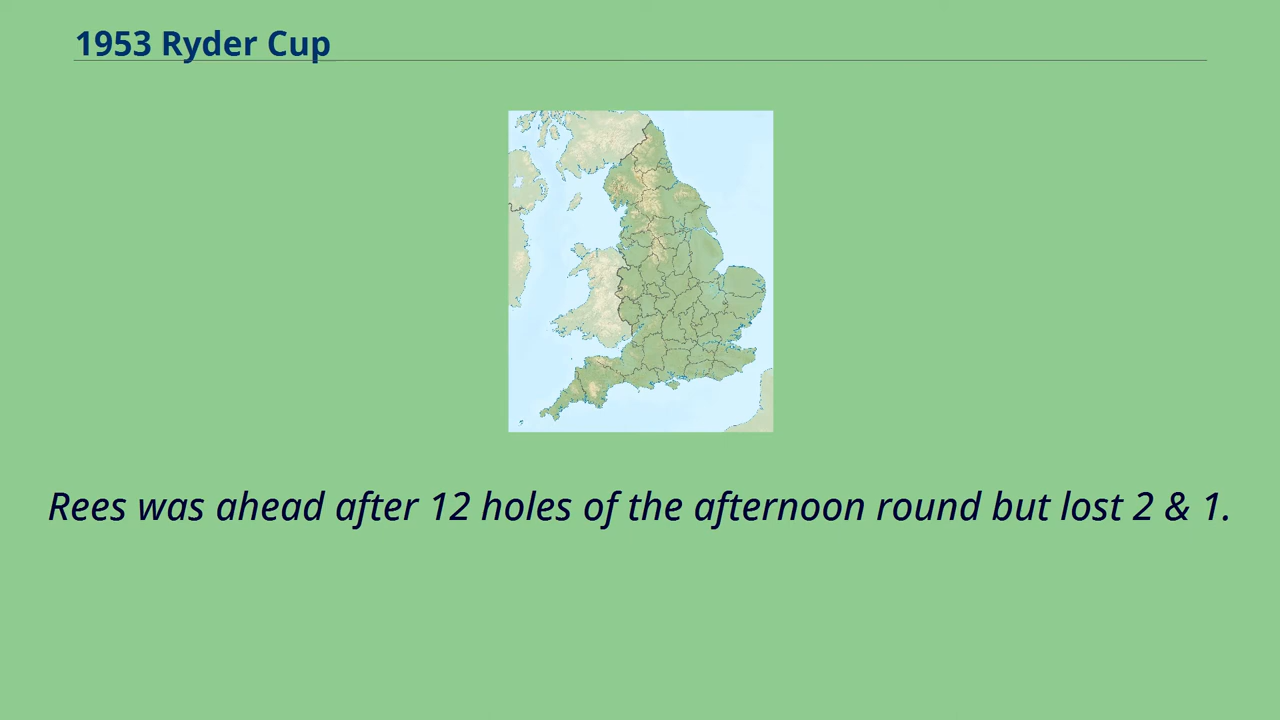 1953 Ryder Cup
Rees was ahead after 12 holes of the afternoon round but lost 2 & 1.